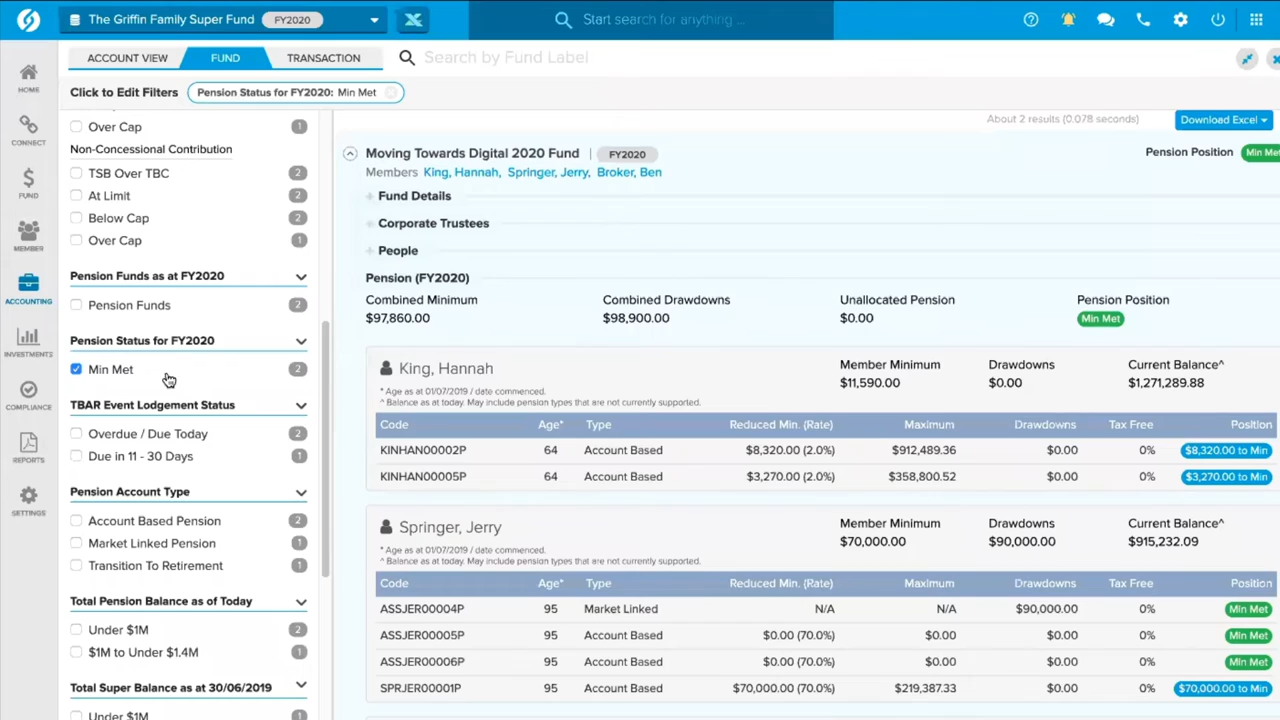 The Griffin Family Super Fund FY2020
Start search for anything ...
ACCOUNT VIEW FUND TRANSACTION
Search by Fund Label
Click to Edit Filters Pension Status for FY2020: Min Met
HOME
CONNECT
FUND
MEMBER
ACCOUNTING
INVESTMENTS
COMPLIANCE
REPORTS
SETTINGS
Over Cap 1
Non-Concessional Contribution
TSB Over TBC 2
At Limit 2
Below Cap 2
Over Cap 1
Pension Funds as at FY2020
Pension Funds 2
Pension Status for FY2020
Min Met 2
TBAR Event Lodgement Status
Overdue / Due Today 2
Due in 11 - 30 Days 1
Pension Account Type
Account Based Pension 2
Market Linked Pension 1
Transition To Retirement 1
Total Pension Balance as of Today
Under $1M 2
$1M to Under $1.4M 1
Total Super Balance as at 30/06/2019
Under $1M 1
About 2 results (0.078 seconds) Download Excel
Moving Towards Digital 2020 Fund | FY2020 Pension Position Min Met
Members King, Hannah, Springer, Jerry, Broker, Ben
+ Fund Details
+ Corporate Trustees
+ People
Pension (FY2020)
Combined Minimum Combined Drawdowns Unallocated Pension Pension Position
$97,860.00 $98,900.00 $0.00 Min Met
King, Hannah Member Minimum Drawdowns Current Balance^
$11,590.00 $0.00 $1,271,289.88
* Age as at 01/07/2019 / date commenced.
^ Balance as at today. May include pension types that are not currently supported.
Code Age* Type Reduced Min. (Rate) Maximum Drawdowns Tax Free Position
KINHAN00002P 64 Account Based $8,320.00 (2.0%) $912,489.36 $0.00 0% $8,320.00 to Min
KINHAN00005P 64 Account Based $3,270.00 (2.0%) $358,800.52 $0.00 0% $3,270.00 to Min
Springer, Jerry Member Minimum Drawdowns Current Balance^
$70,000.00 $90,000.00 $915,232.09
* Age as at 01/07/2019 / date commenced.
^ Balance as at today. May include pension types that are not currently supported.
Code Age* Type Reduced Min. (Rate) Maximum Drawdowns Tax Free Position
ASSJER00004P 95 Market Linked N/A N/A $90,000.00 0% Min Met
ASSJER00005P 95 Account Based $0.00 (70.0%) $0.00 $0.00 0% Min Met
ASSJER00006P 95 Account Based $0.00 (70.0%) $0.00 $0.00 0% Min Met
SPRJER00001P 95 Account Based $70,000.00 (70.0%) $219,387.33 $0.00 0% $70,000.00 to Min